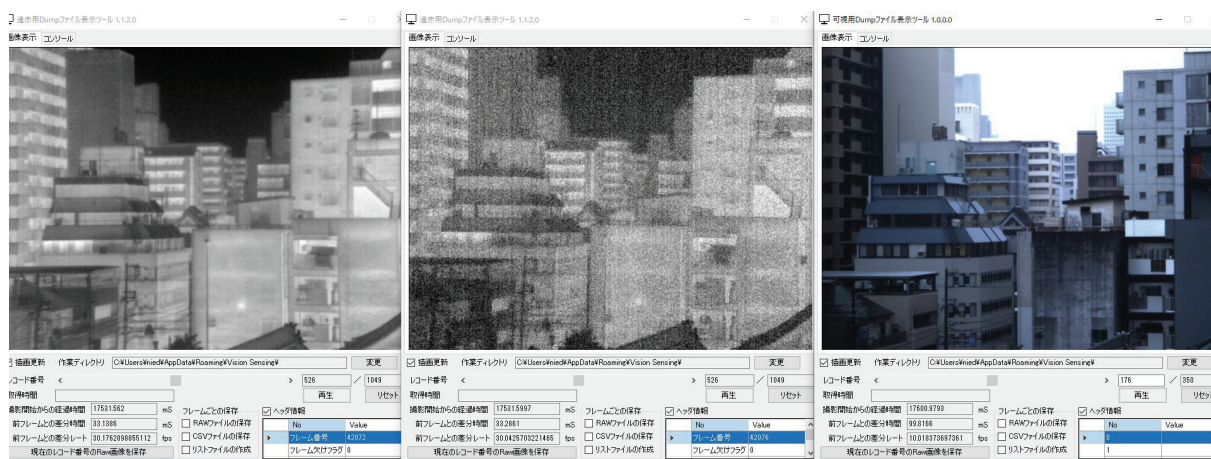 遠赤用Dumpファイル表示ツール 1.1.2.0
画像表示 コンソール
描画更新 作業ディレクトリ C:¥Users¥nied¥AppData¥Roaming¥Vision Sensing¥ 変更
レコード番号 < > 526 / 1049
取得時間 再生 リセット
撮影開始からの経過時間 17531.562 mS フレームごとの保存 ヘッダ情報
前フレームとの差分時間 33.1386 mS RAWファイルの保存 No Value
前フレームとの差分レート 30.1762898855112 fps CSVファイルの保存 フレーム番号 42072
現在のレコード番号のRaw画像を保存 リストファイルの作成 フレーム欠けフラグ 0
遠赤用Dumpファイル表示ツール 1.1.2.0
画像表示 コンソール
描画更新 作業ディレクトリ C:¥Users¥nied¥AppData¥Roaming¥Vision Sensing¥ 変更
レコード番号 < > 526 / 1049
取得時間 再生 リセット
撮影開始からの経過時間 17531.5997 mS フレームごとの保存 ヘッダ情報
前フレームとの差分時間 33.2861 mS RAWファイルの保存 No Value
前フレームとの差分レート 30.0425703221465 fps CSVファイルの保存 フレーム番号 42076
現在のレコード番号のRaw画像を保存 リストファイルの作成 フレーム欠けフラグ 0
可視用Dumpファイル表示ツール 1.0.0.0
画像表示 コンソール
描画更新 作業ディレクトリ C:¥Users¥nied¥AppData¥Roaming¥Vision Sensing¥ 変更
レコード番号 < > 176 / 350
取得時間 再生 リセット
撮影開始からの経過時間 17600.9793 mS フレームごとの保存 ヘッダ情報
前フレームとの差分時間 99.8166 mS RAWファイルの保存 No Value
前フレームとの差分レート 10.018373697361 fps CSVファイルの保存 0
現在のレコード番号のRaw画像を保存 リストファイルの作成 1